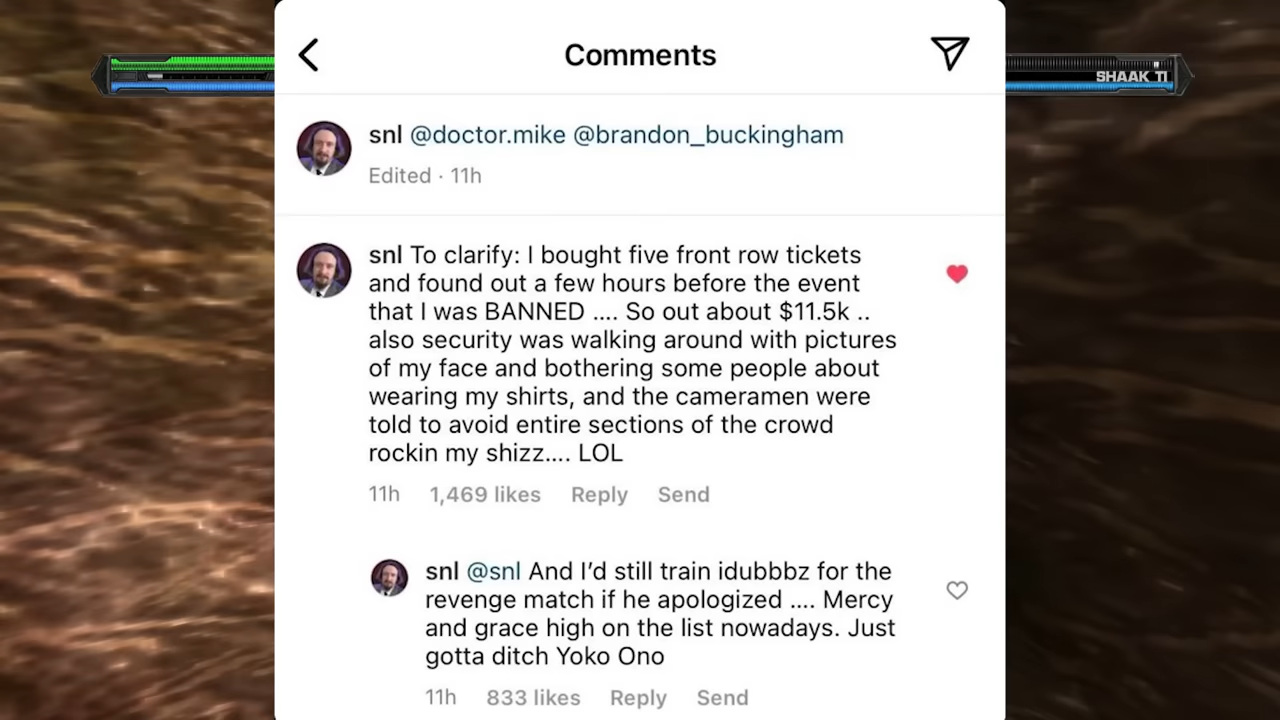 Comments
SHAAK TI
snl @doctor.mike @brandon_buckingham
Edited · 11h
snl To clarify: I bought five front row tickets
and found out a few hours before the event
that I was BANNED .... So out about $11.5k ..
also security was walking around with pictures
of my face and bothering some people about
wearing my shirts, and the cameramen were
told to avoid entire sections of the crowd
rockin my shizz.... LOL
11h 1,469 likes Reply Send
snl @snl And I’d still train idubbbz for the
revenge match if he apologized .... Mercy
and grace high on the list nowadays. Just
gotta ditch Yoko Ono
11h 833 likes Reply Send